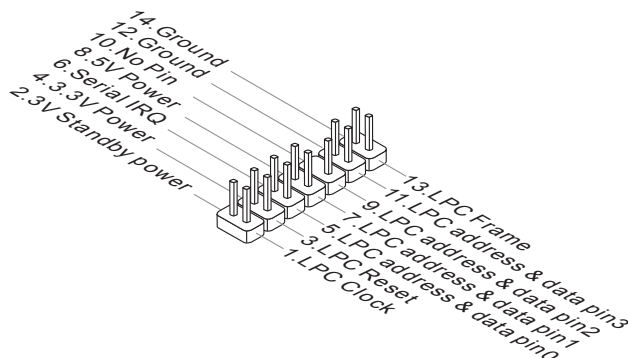 14.Ground
12.Ground
10.No Pin
8.5V Power
6.Serial IRQ
4.3.3V Power
2.3V Standby power
13.LPC Frame
11.LPC address & data pin3
9.LPC address & data pin2
7.LPC address & data pin1
5.LPC address & data pin0
3.LPC Reset
1.LPC Clock